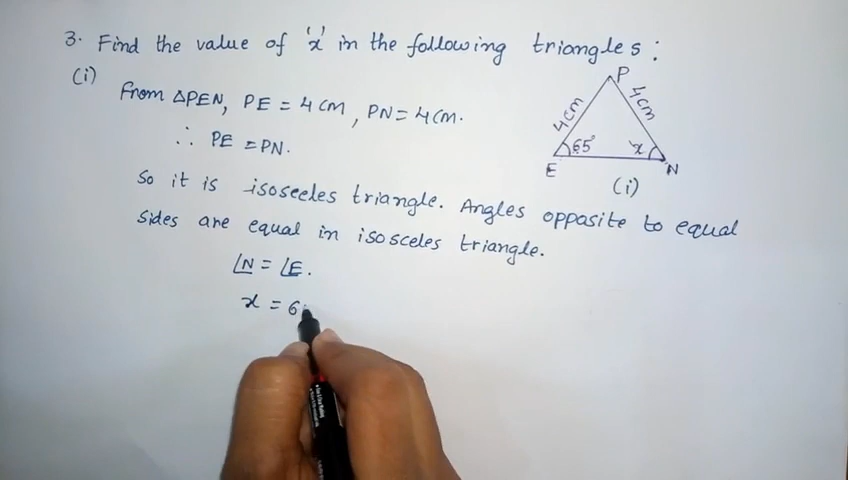 3. Find the value of 'x' in the following triangles:
(i)
From △PEN, PE = 4 CM, PN = 4 CM.
∴ PE = PN.
So it is isosceles triangle. Angles opposite to equal
sides are equal in isosceles triangle.
∠N = ∠E.
x = 6
P
4cm
4cm
65°
x
E
N
(i)